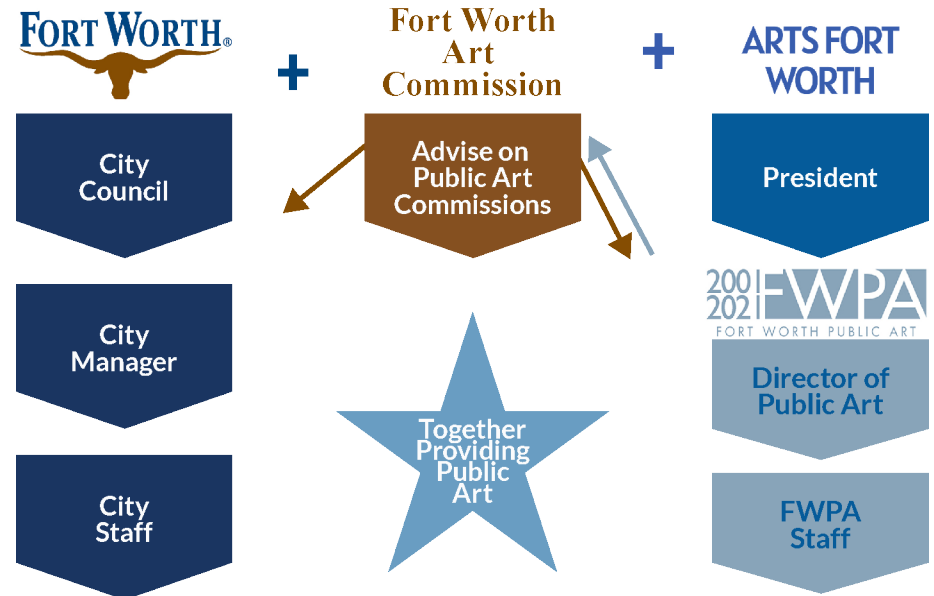 FORT WORTH®
Fort Worth
Art
Commission
ARTS FORT
WORTH
+
+
City
Council
Advise on
Public Art
Commissions
President
City
Manager
2001
2021
FWPA
FORT WORTH PUBLIC ART
Director of
Public Art
Together
Providing
Public
Art
City
Staff
FWPA
Staff